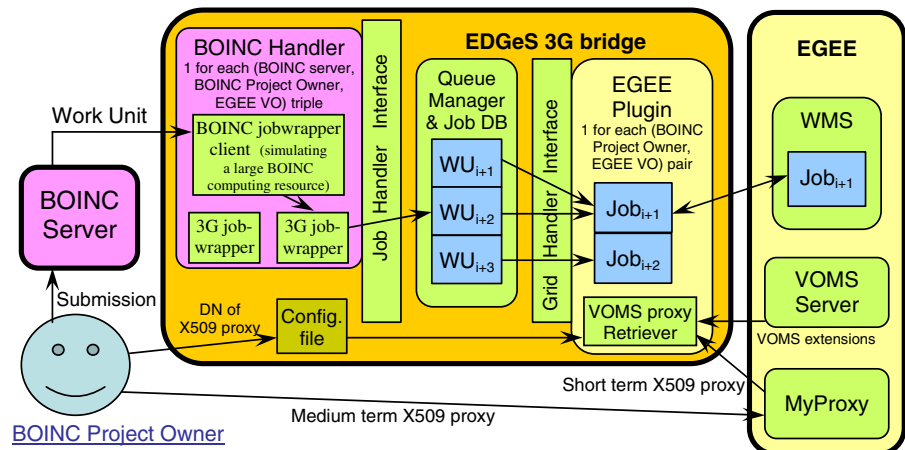 BOINC Handler
1 for each (BOINC server,
BOINC Project Owner,
EGEE VO) triple
BOINC jobwrapper
client (simulating
a large BOINC
computing resource)
3G job-
wrapper
3G job-
wrapper
Job Handler Interface
EDGeS 3G bridge
Queue
Manager
& Job DB
WUi+1
WUi+2
WUi+3
Grid Handler Interface
EGEE
Plugin
1 for each (BOINC
Project Owner,
EGEE VO) pair
Jobi+1
Jobi+2
VOMS proxy
Retriever
EGEE
WMS
Jobi+1
VOMS
Server
VOMS extensions
MyProxy
Work Unit
BOINC
Server
Submission
DN of
X509 proxy
Config.
file
Short term X509 proxy
Medium term X509 proxy
BOINC Project Owner